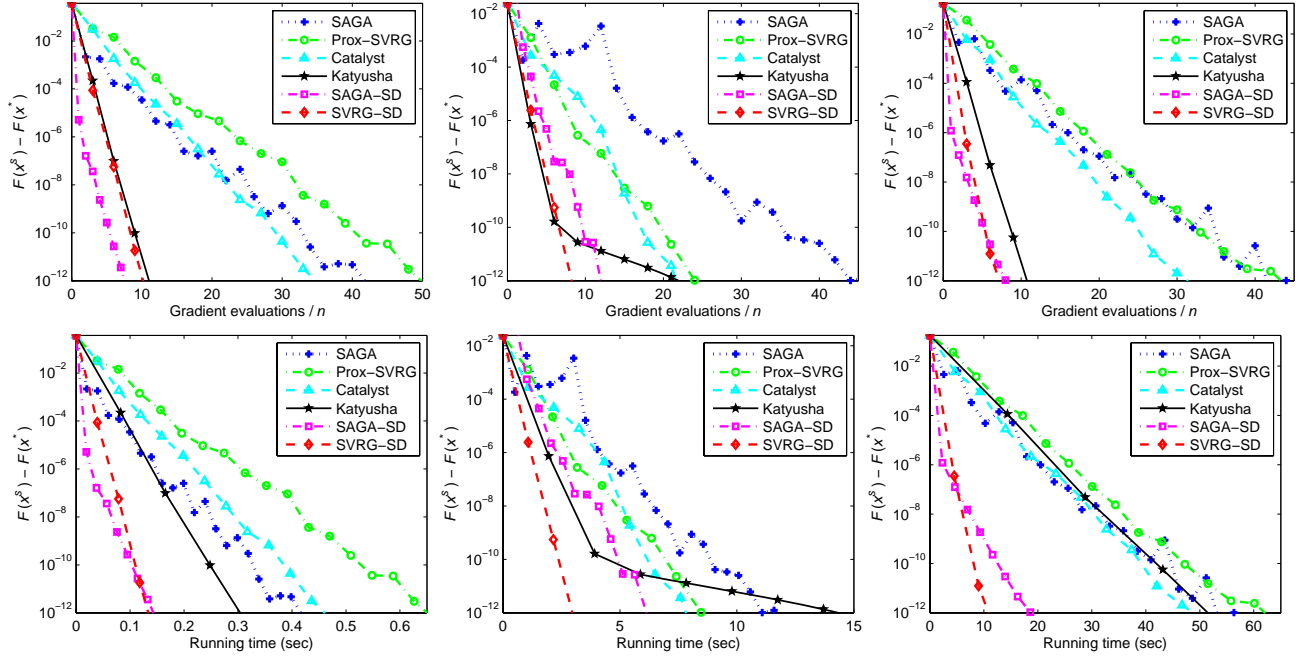 F(x^s) − F(x^*)
10^−2
10^−4
10^−6
10^−8
10^−10
10^−12
0 10 20 30 40 50
Gradient evaluations / n
SAGA
Prox−SVRG
Catalyst
Katyusha
SAGA−SD
SVRG−SD
F(x^s) − F(x^*)
10^−2
10^−4
10^−6
10^−8
10^−10
10^−12
0 10 20 30 40
Gradient evaluations / n
SAGA
Prox−SVRG
Catalyst
Katyusha
SAGA−SD
SVRG−SD
F(x^s) − F(x^*)
10^−2
10^−4
10^−6
10^−8
10^−10
10^−12
0 10 20 30 40
Gradient evaluations / n
SAGA
Prox−SVRG
Catalyst
Katyusha
SAGA−SD
SVRG−SD
F(x^s) − F(x^*)
10^−2
10^−4
10^−6
10^−8
10^−10
10^−12
0 0.1 0.2 0.3 0.4 0.5 0.6
Running time (sec)
SAGA
Prox−SVRG
Catalyst
Katyusha
SAGA−SD
SVRG−SD
F(x^s) − F(x^*)
10^−2
10^−4
10^−6
10^−8
10^−10
10^−12
0 5 10 15
Running time (sec)
SAGA
Prox−SVRG
Catalyst
Katyusha
SAGA−SD
SVRG−SD
F(x^s) − F(x^*)
10^−2
10^−4
10^−6
10^−8
10^−10
10^−12
0 10 20 30 40 50 60
Running time (sec)
SAGA
Prox−SVRG
Catalyst
Katyusha
SAGA−SD
SVRG−SD